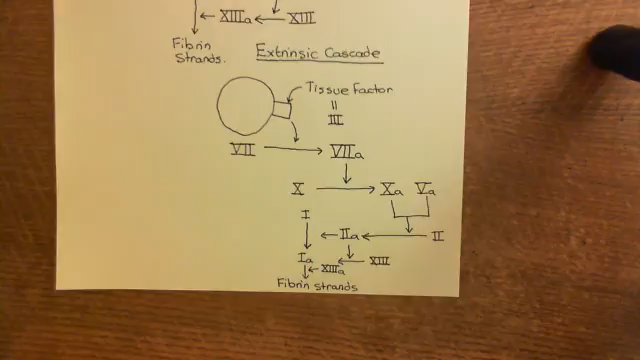 XIIIa XIII
Fibrin
Strands.
Extrinsic Cascade
Tissue Factor
=
III
VII VIIa
X Xa Va
I
IIa II
Ia XIIIa XIII
Fibrin strands